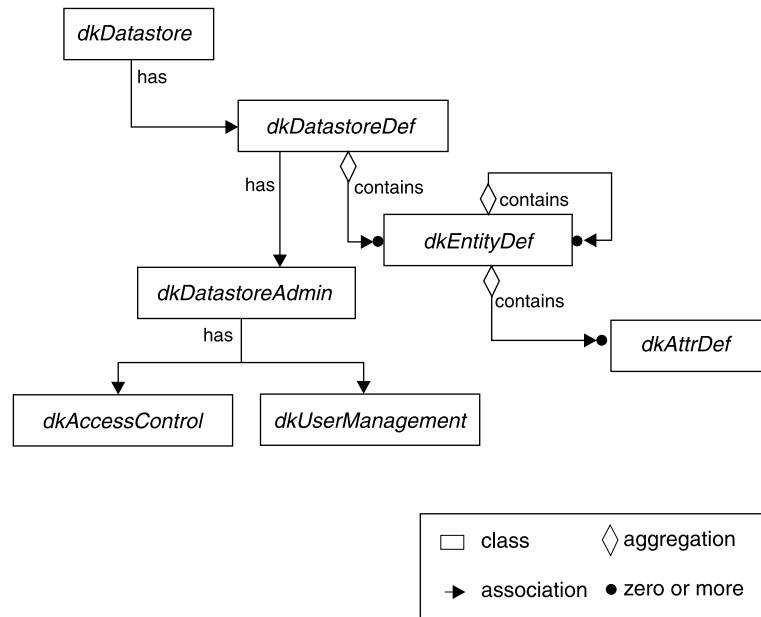 dkDatastore
has
dkDatastoreDef
has
contains
contains
dkEntityDef
dkDatastoreAdmin
contains
has
dkAttrDef
dkAccessControl
dkUserManagement
class
aggregation
association
zero or more